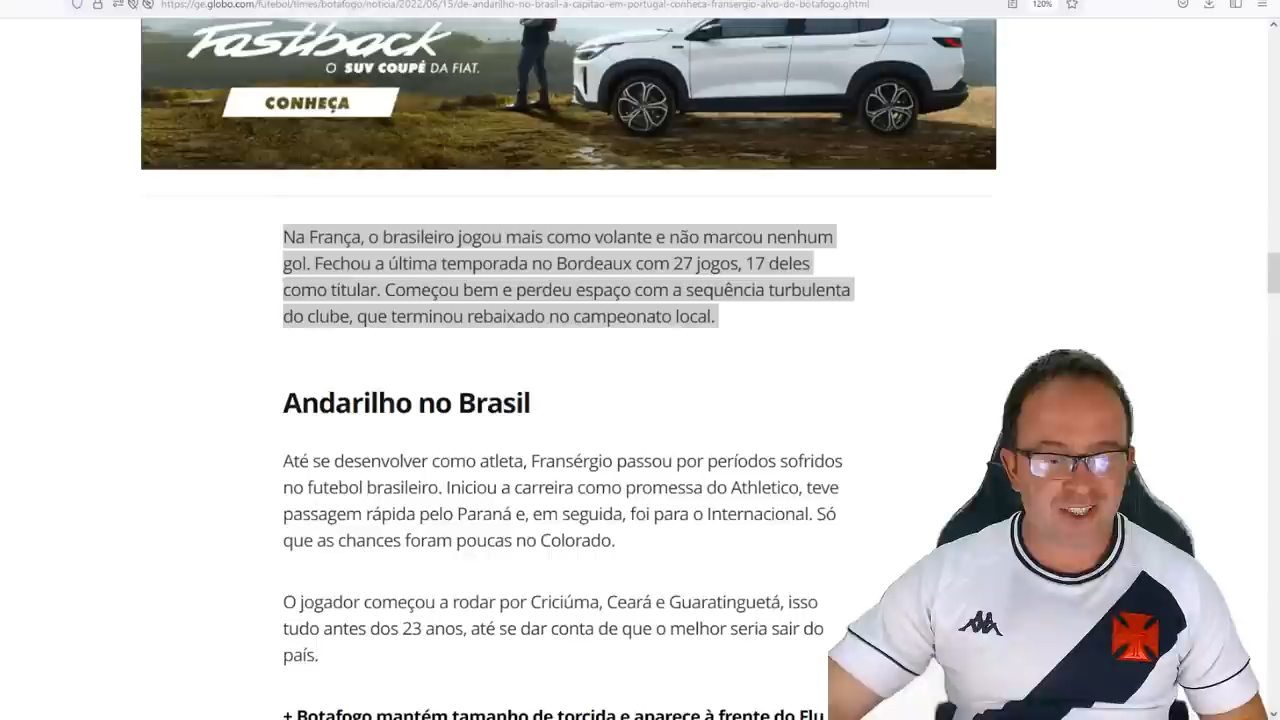 https://ge.globo.com/futebol/times/botafogo/noticia/2022/06/15/de-andarilho-no-brasil-a-capitao-em-portugal-conheca-fransergio-alvo-do-botafogo.ghtml
120%
Fastback
O SUV COUPÉ DA FIAT.
CONHEÇA
Na França, o brasileiro jogou mais como volante e não marcou nenhum
gol. Fechou a última temporada no Bordeaux com 27 jogos, 17 deles
como titular. Começou bem e perdeu espaço com a sequência turbulenta
do clube, que terminou rebaixado no campeonato local.
Andarilho no Brasil
Até se desenvolver como atleta, Fransérgio passou por períodos sofridos
no futebol brasileiro. Iniciou a carreira como promessa do Athletico, teve
passagem rápida pelo Paraná e, em seguida, foi para o Internacional. Só
que as chances foram poucas no Colorado.
O jogador começou a rodar por Criciúma, Ceará e Guaratinguetá, isso
tudo antes dos 23 anos, até se dar conta de que o melhor seria sair do
país.
+ Botafogo mantém tamanho de torcida e aparece à frente do Flu